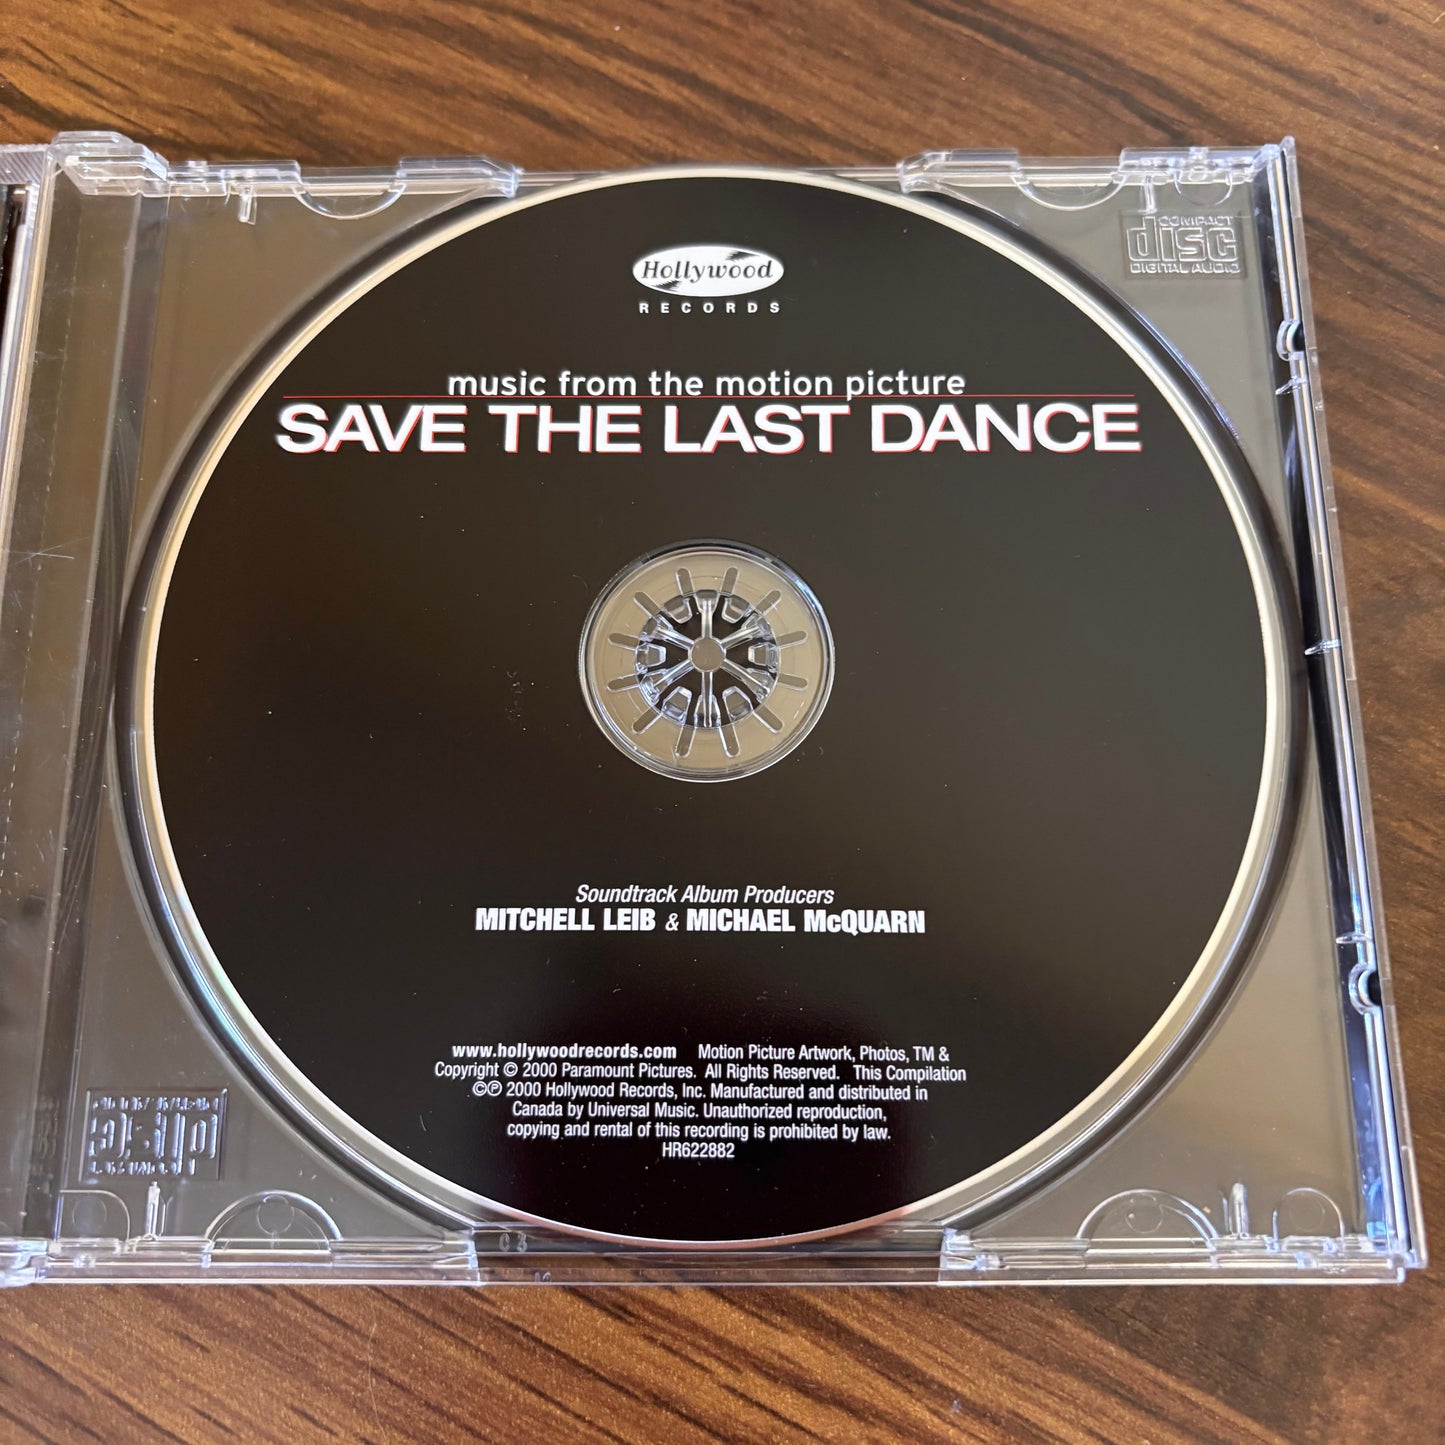 Hollywood
RECORDS
COMPACT
disc
DIGITAL AUDIO
music from the motion picture
SAVE THE LAST DANCE
Soundtrack Album Producers
MITCHELL LEIB & MICHAEL McQUARN
www.hollywoodrecords.com Motion Picture Artwork, Photos, TM &
Copyright © 2000 Paramount Pictures. All Rights Reserved. This Compilation
©℗ 2000 Hollywood Records, Inc. Manufactured and distributed in
Canada by Universal Music. Unauthorized reproduction,
copying and rental of this recording is prohibited by law.
HR622882